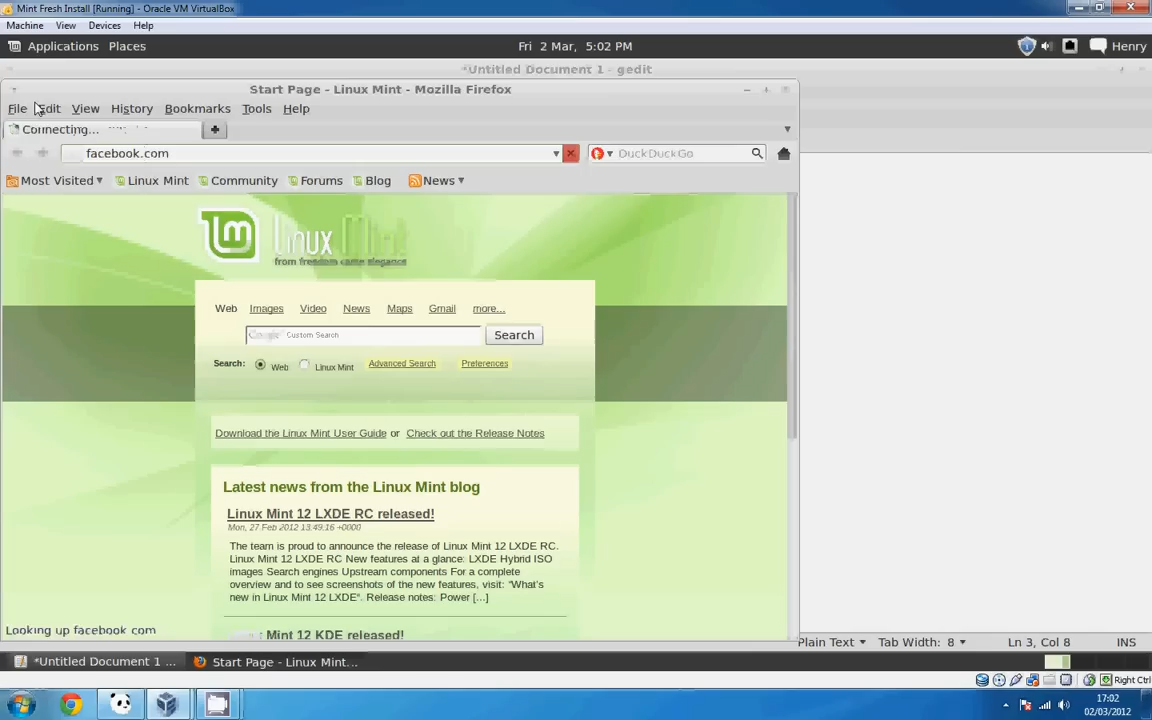 Mint Fresh Install [Running] - Oracle VM VirtualBox
Machine View Devices Help
Applications Places Fri 2 Mar, 5:02 PM Henry
*Untitled Document 1 - gedit
Start Page - Linux Mint - Mozilla Firefox
File Edit View History Bookmarks Tools Help
Connecting...
facebook.com DuckDuckGo
Most Visited Linux Mint Community Forums Blog News
Linux Mint
from freedom came elegance
Web Images Video News Maps Gmail more...
Google Custom Search Search
Search: Web Linux Mint Advanced Search Preferences
Download the Linux Mint User Guide or Check out the Release Notes
Latest news from the Linux Mint blog
Linux Mint 12 LXDE RC released!
Mon, 27 Feb 2012 13:49:16 +0000
The team is proud to announce the release of Linux Mint 12 LXDE RC.
Linux Mint 12 LXDE RC New features at a glance: LXDE Hybrid ISO
images Search engines Upstream components For a complete
overview and to see screenshots of the new features, visit: "What's
new in Linux Mint 12 LXDE". Release notes: Power [...]
Mint 12 KDE released!
Looking up facebook.com
Plain Text Tab Width: 8 Ln 3, Col 8 INS
*Untitled Document 1 ... Start Page - Linux Mint...
Right Ctrl
17:02
02/03/2012